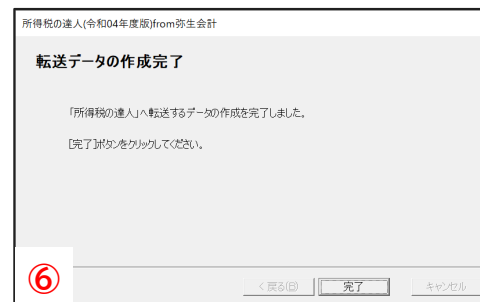 所得税の達人(令和04年度版)from弥生会計
転送データの作成完了
「所得税の達人」へ転送するデータの作成を完了しました。
[完了]ボタンをクリックしてください。
⑥
< 戻る(B) 完了 キャンセル